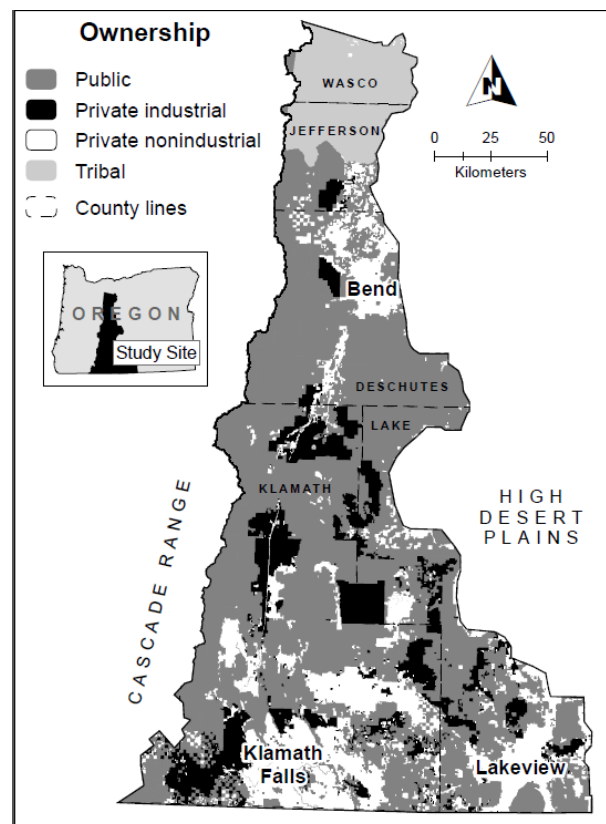 Ownership
Public
Private industrial
Private nonindustrial
Tribal
County lines
N
0 25 50
Kilometers
WASCO
JEFFERSON
Bend
OREGON
Study Site
DESCHUTES
LAKE
KLAMATH
CASCADE RANGE
HIGH
DESERT
PLAINS
Klamath
Falls
Lakeview